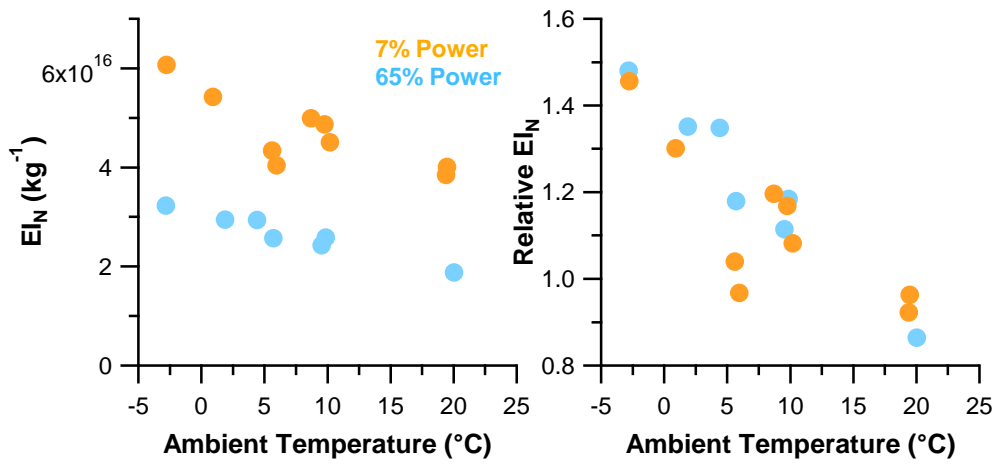 7% Power
65% Power
6x10^16
4
2
0
EI_N (kg^-1)
-5 0 5 10 15 20 25
Ambient Temperature (°C)
1.6
1.4
1.2
1.0
0.8
Relative EI_N
-5 0 5 10 15 20 25
Ambient Temperature (°C)